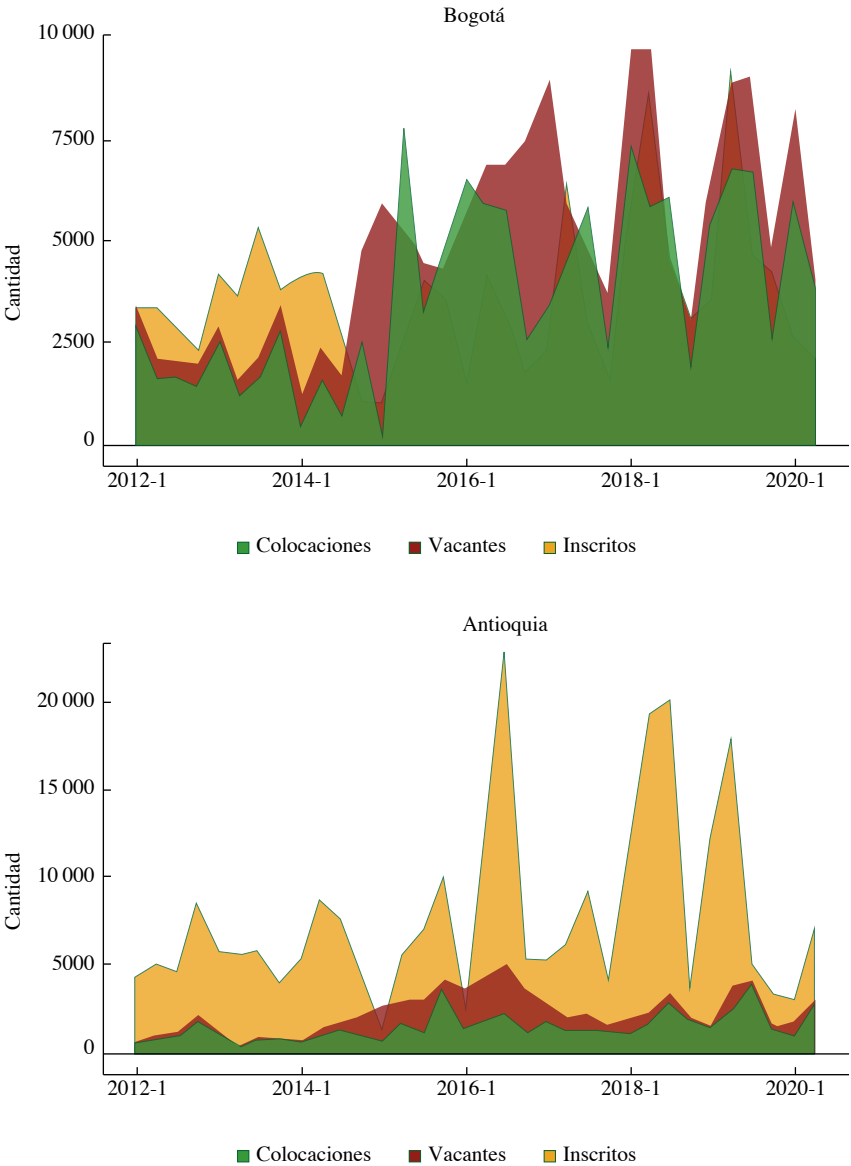 Bogotá
10 000
7500
5000
2500
0
Cantidad
2012-1 2014-1 2016-1 2018-1 2020-1
Colocaciones Vacantes Inscritos
Antioquia
20 000
15 000
10 000
5000
0
Cantidad
2012-1 2014-1 2016-1 2018-1 2020-1
Colocaciones Vacantes Inscritos